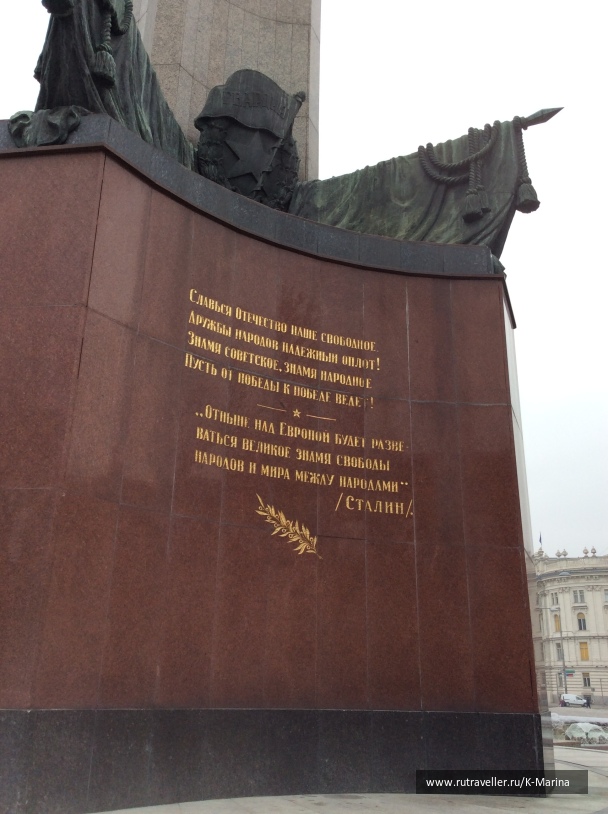 Славься Отечество наше свободное
Дружбы народов надежный оплот!
Знамя советское, знамя народное
Пусть от победы к победе ведет!
„Отныне над Европой будет разве-
ваться великое знамя свободы
народов и мира между народами“
/Сталин/.
www.rutraveller.ru/K-Marina